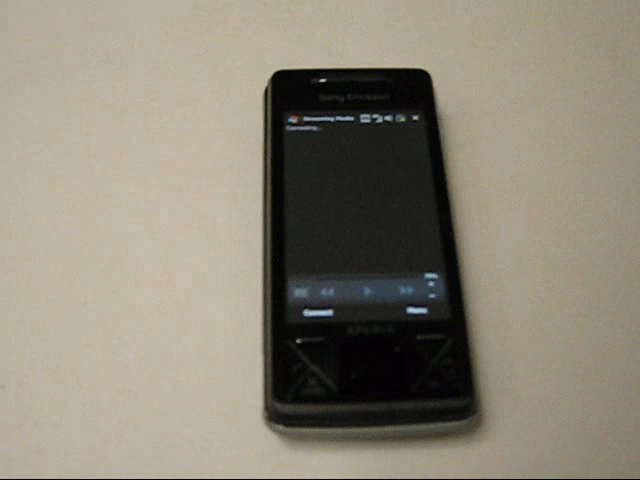 Sony Ericsson
Streaming Media
Connecting...
Connect Menu
XPERIA